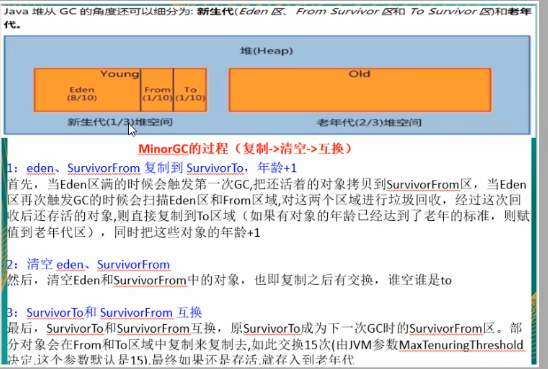 Java 堆从 GC 的角度还可以细分为: 新生代(Eden 区、From Survivor 区和 To Survivor 区)和老年
代。
堆(Heap)
Young
Old
Eden
(8/10)
From
(1/10)
To
(1/10)
新生代(1/3)堆空间
老年代(2/3)堆空间
MinorGC的过程（复制->清空->互换）
1：eden、SurvivorFrom 复制到 SurvivorTo，年龄+1
首先，当Eden区满的时候会触发第一次GC,把还活着的对象拷贝到SurvivorFrom区，当Eden
区再次触发GC的时候会扫描Eden区和From区域,对这两个区域进行垃圾回收，经过这次回
收后还存活的对象,则直接复制到To区域（如果有对象的年龄已经达到了老年的标准，则赋
值到老年代区），同时把这些对象的年龄+1
2：清空 eden、SurvivorFrom
然后，清空Eden和SurvivorFrom中的对象，也即复制之后有交换，谁空谁是to
3：SurvivorTo和 SurvivorFrom 互换
最后，SurvivorTo和SurvivorFrom互换，原SurvivorTo成为下一次GC时的SurvivorFrom区。部
分对象会在From和To区域中复制来复制去,如此交换15次(由JVM参数MaxTenuringThreshold
决定,这个参数默认是15),最终如果还是存活,就存入到老年代